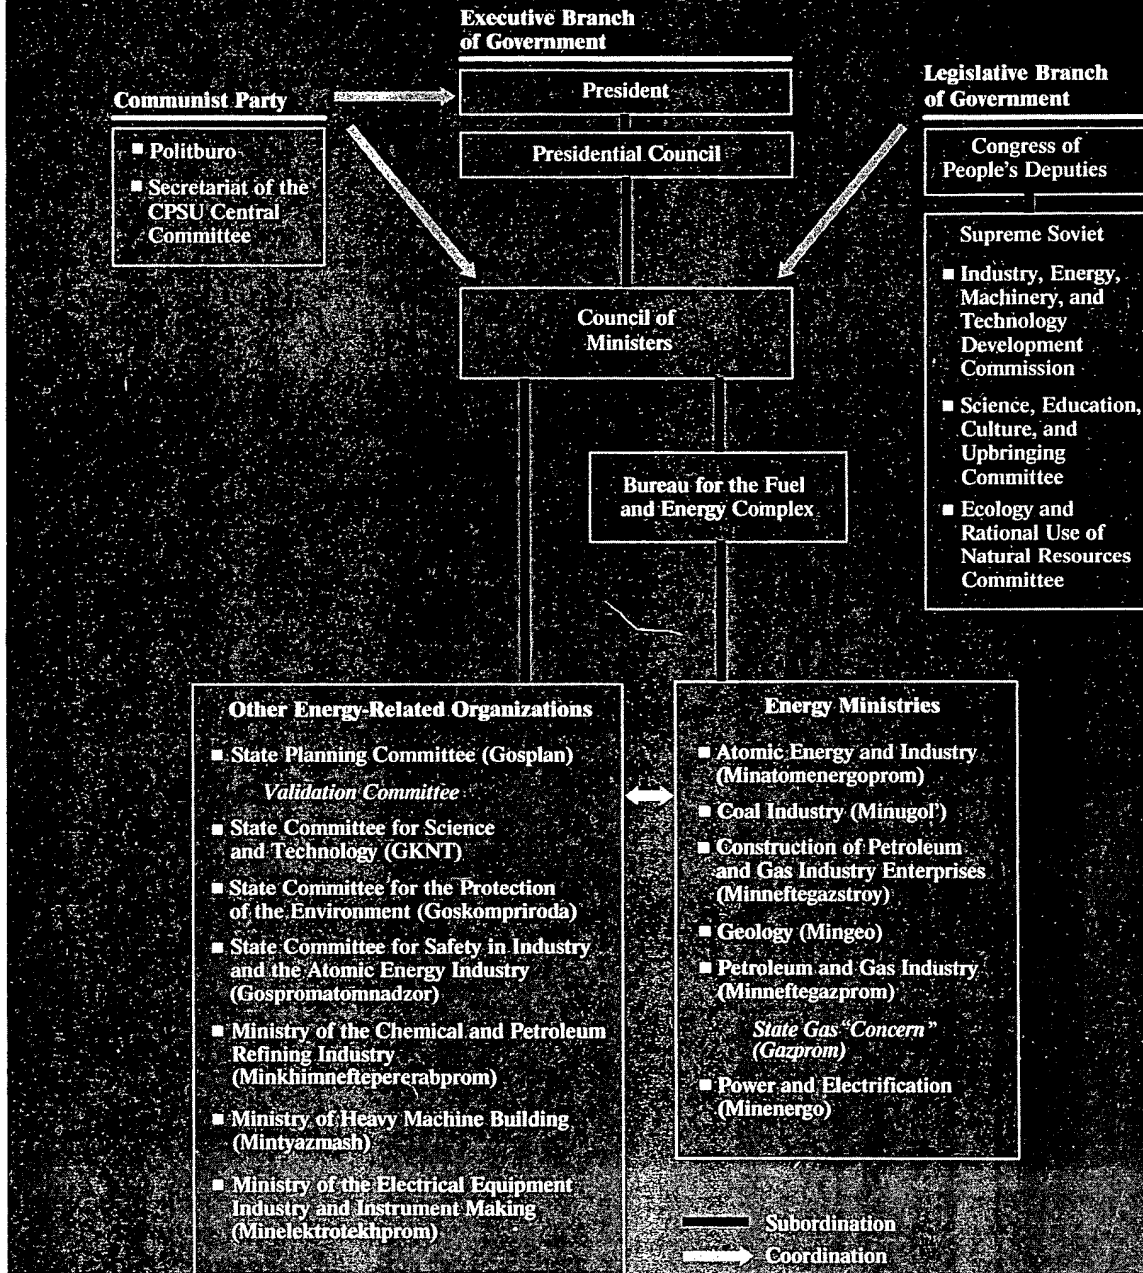 Executive Branch
of Government
President
Presidential Council
Communist Party
■ Politburo
■ Secretariat of the
CPSU Central
Committee
Legislative Branch
of Government
Congress of
People's Deputies
Supreme Soviet
■ Industry, Energy,
Machinery, and
Technology
Development
Commission
■ Science, Education,
Culture, and
Upbringing
Committee
■ Ecology and
Rational Use of
Natural Resources
Committee
Council of
Ministers
Bureau for the Fuel
and Energy Complex
Other Energy-Related Organizations
■ State Planning Committee (Gosplan)
Validation Committee
■ State Committee for Science
and Technology (GKNT)
■ State Committee for the Protection
of the Environment (Goskompriroda)
■ State Committee for Safety in Industry
and the Atomic Energy Industry
(Gospromatomnadzor)
■ Ministry of the Chemical and Petroleum
Refining Industry
(Minkhimneftepererabprom)
■ Ministry of Heavy Machine Building
(Mintyazmash)
■ Ministry of the Electrical Equipment
Industry and Instrument Making
(Minelektrotekhprom)
Energy Ministries
■ Atomic Energy and Industry
(Minatomenergoprom)
■ Coal Industry (Minugol')
■ Construction of Petroleum
and Gas Industry Enterprises
(Minneftegazstroy)
■ Geology (Mingeo)
■ Petroleum and Gas Industry
(Minneftegazprom)
State Gas "Concern"
(Gazprom)
■ Power and Electrification
(Minenergo)
Subordination
Coordination